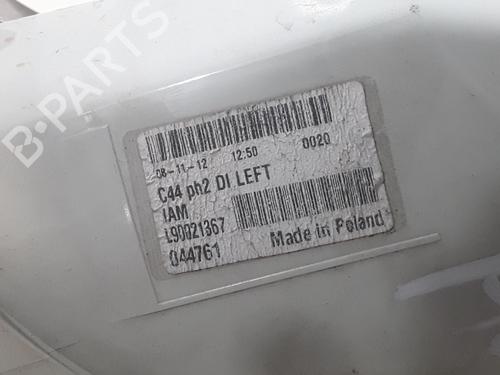 B-PARTS
08-11-12 12:50 0020
C44 ph2 DI LEFT
IAM
L90021367
044761 Made in Poland